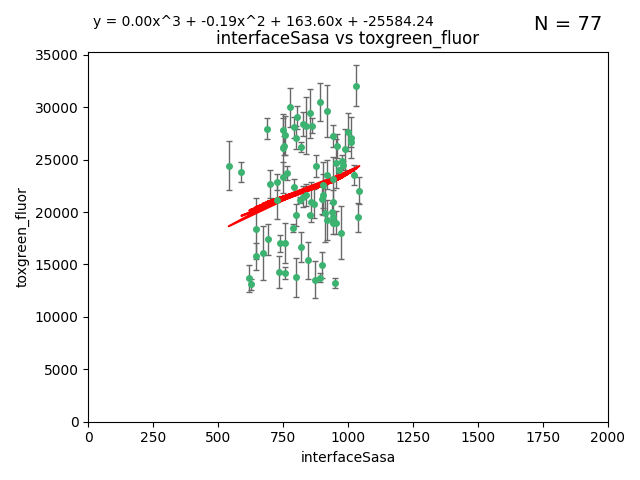 y = 0.00x^3 + -0.19x^2 + 163.60x + -25584.24
N = 77
interfaceSasa vs toxgreen_fluor
35000
30000
25000
20000
15000
10000
5000
0
toxgreen_fluor
0 250 500 750 1000 1250 1500 1750 2000
interfaceSasa